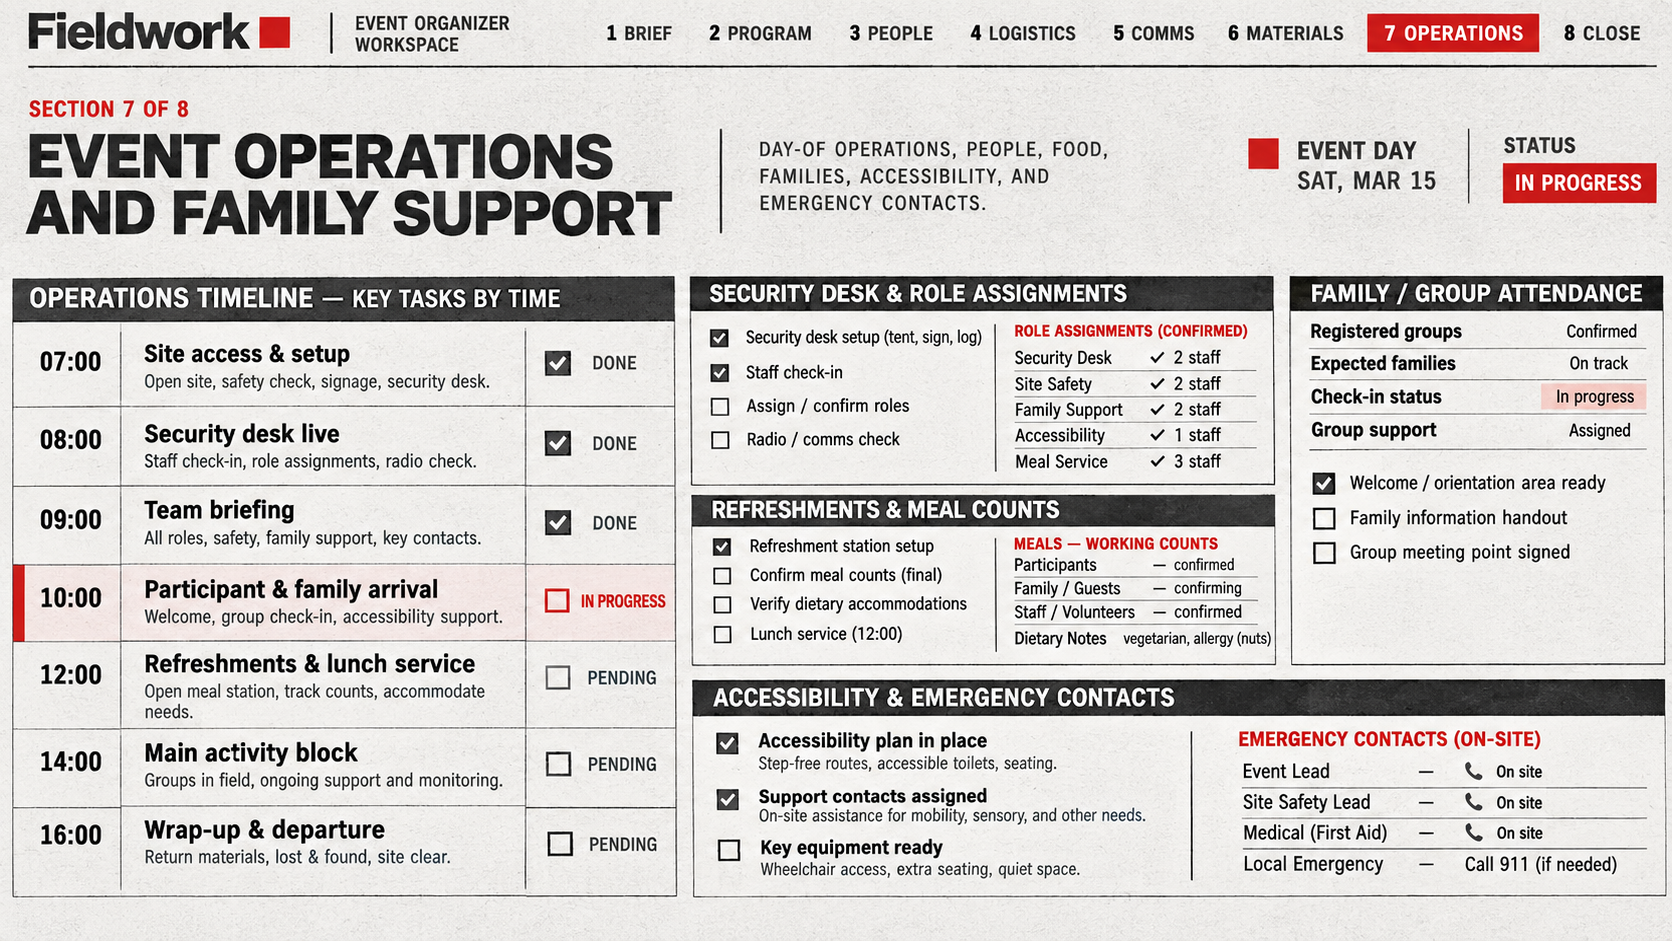 Fieldwork
EVENT ORGANIZER
WORKSPACE
1 BRIEF
2 PROGRAM
3 PEOPLE
4 LOGISTICS
5 COMMS
6 MATERIALS
7 OPERATIONS
8 CLOSE
SECTION 7 OF 8
EVENT OPERATIONS
AND FAMILY SUPPORT
DAY-OF OPERATIONS, PEOPLE, FOOD,
FAMILIES, ACCESSIBILITY, AND
EMERGENCY CONTACTS.
EVENT DAY
SAT, MAR 15
STATUS
IN PROGRESS
OPERATIONS TIMELINE — KEY TASKS BY TIME
07:00
Site access & setup
Open site, safety check, signage, security desk.
DONE
08:00
Security desk live
Staff check-in, role assignments, radio check.
DONE
09:00
Team briefing
All roles, safety, family support, key contacts.
DONE
10:00
Participant & family arrival
Welcome, group check-in, accessibility support.
IN PROGRESS
12:00
Refreshments & lunch service
Open meal station, track counts, accommodate
needs.
PENDING
14:00
Main activity block
Groups in field, ongoing support and monitoring.
PENDING
16:00
Wrap-up & departure
Return materials, lost & found, site clear.
PENDING
SECURITY DESK & ROLE ASSIGNMENTS
Security desk setup (tent, sign, log)
Staff check-in
Assign / confirm roles
Radio / comms check
ROLE ASSIGNMENTS (CONFIRMED)
Security Desk ✓ 2 staff
Site Safety ✓ 2 staff
Family Support ✓ 2 staff
Accessibility ✓ 1 staff
Meal Service ✓ 3 staff
REFRESHMENTS & MEAL COUNTS
Refreshment station setup
Confirm meal counts (final)
Verify dietary accommodations
Lunch service (12:00)
MEALS — WORKING COUNTS
Participants — confirmed
Family / Guests — confirming
Staff / Volunteers — confirmed
Dietary Notes vegetarian, allergy (nuts)
FAMILY / GROUP ATTENDANCE
Registered groups Confirmed
Expected families On track
Check-in status In progress
Group support Assigned
Welcome / orientation area ready
Family information handout
Group meeting point signed
ACCESSIBILITY & EMERGENCY CONTACTS
Accessibility plan in place
Step-free routes, accessible toilets, seating.
Support contacts assigned
On-site assistance for mobility, sensory, and other needs.
Key equipment ready
Wheelchair access, extra seating, quiet space.
EMERGENCY CONTACTS (ON-SITE)
Event Lead — On site
Site Safety Lead — On site
Medical (First Aid) — On site
Local Emergency — Call 911 (if needed)